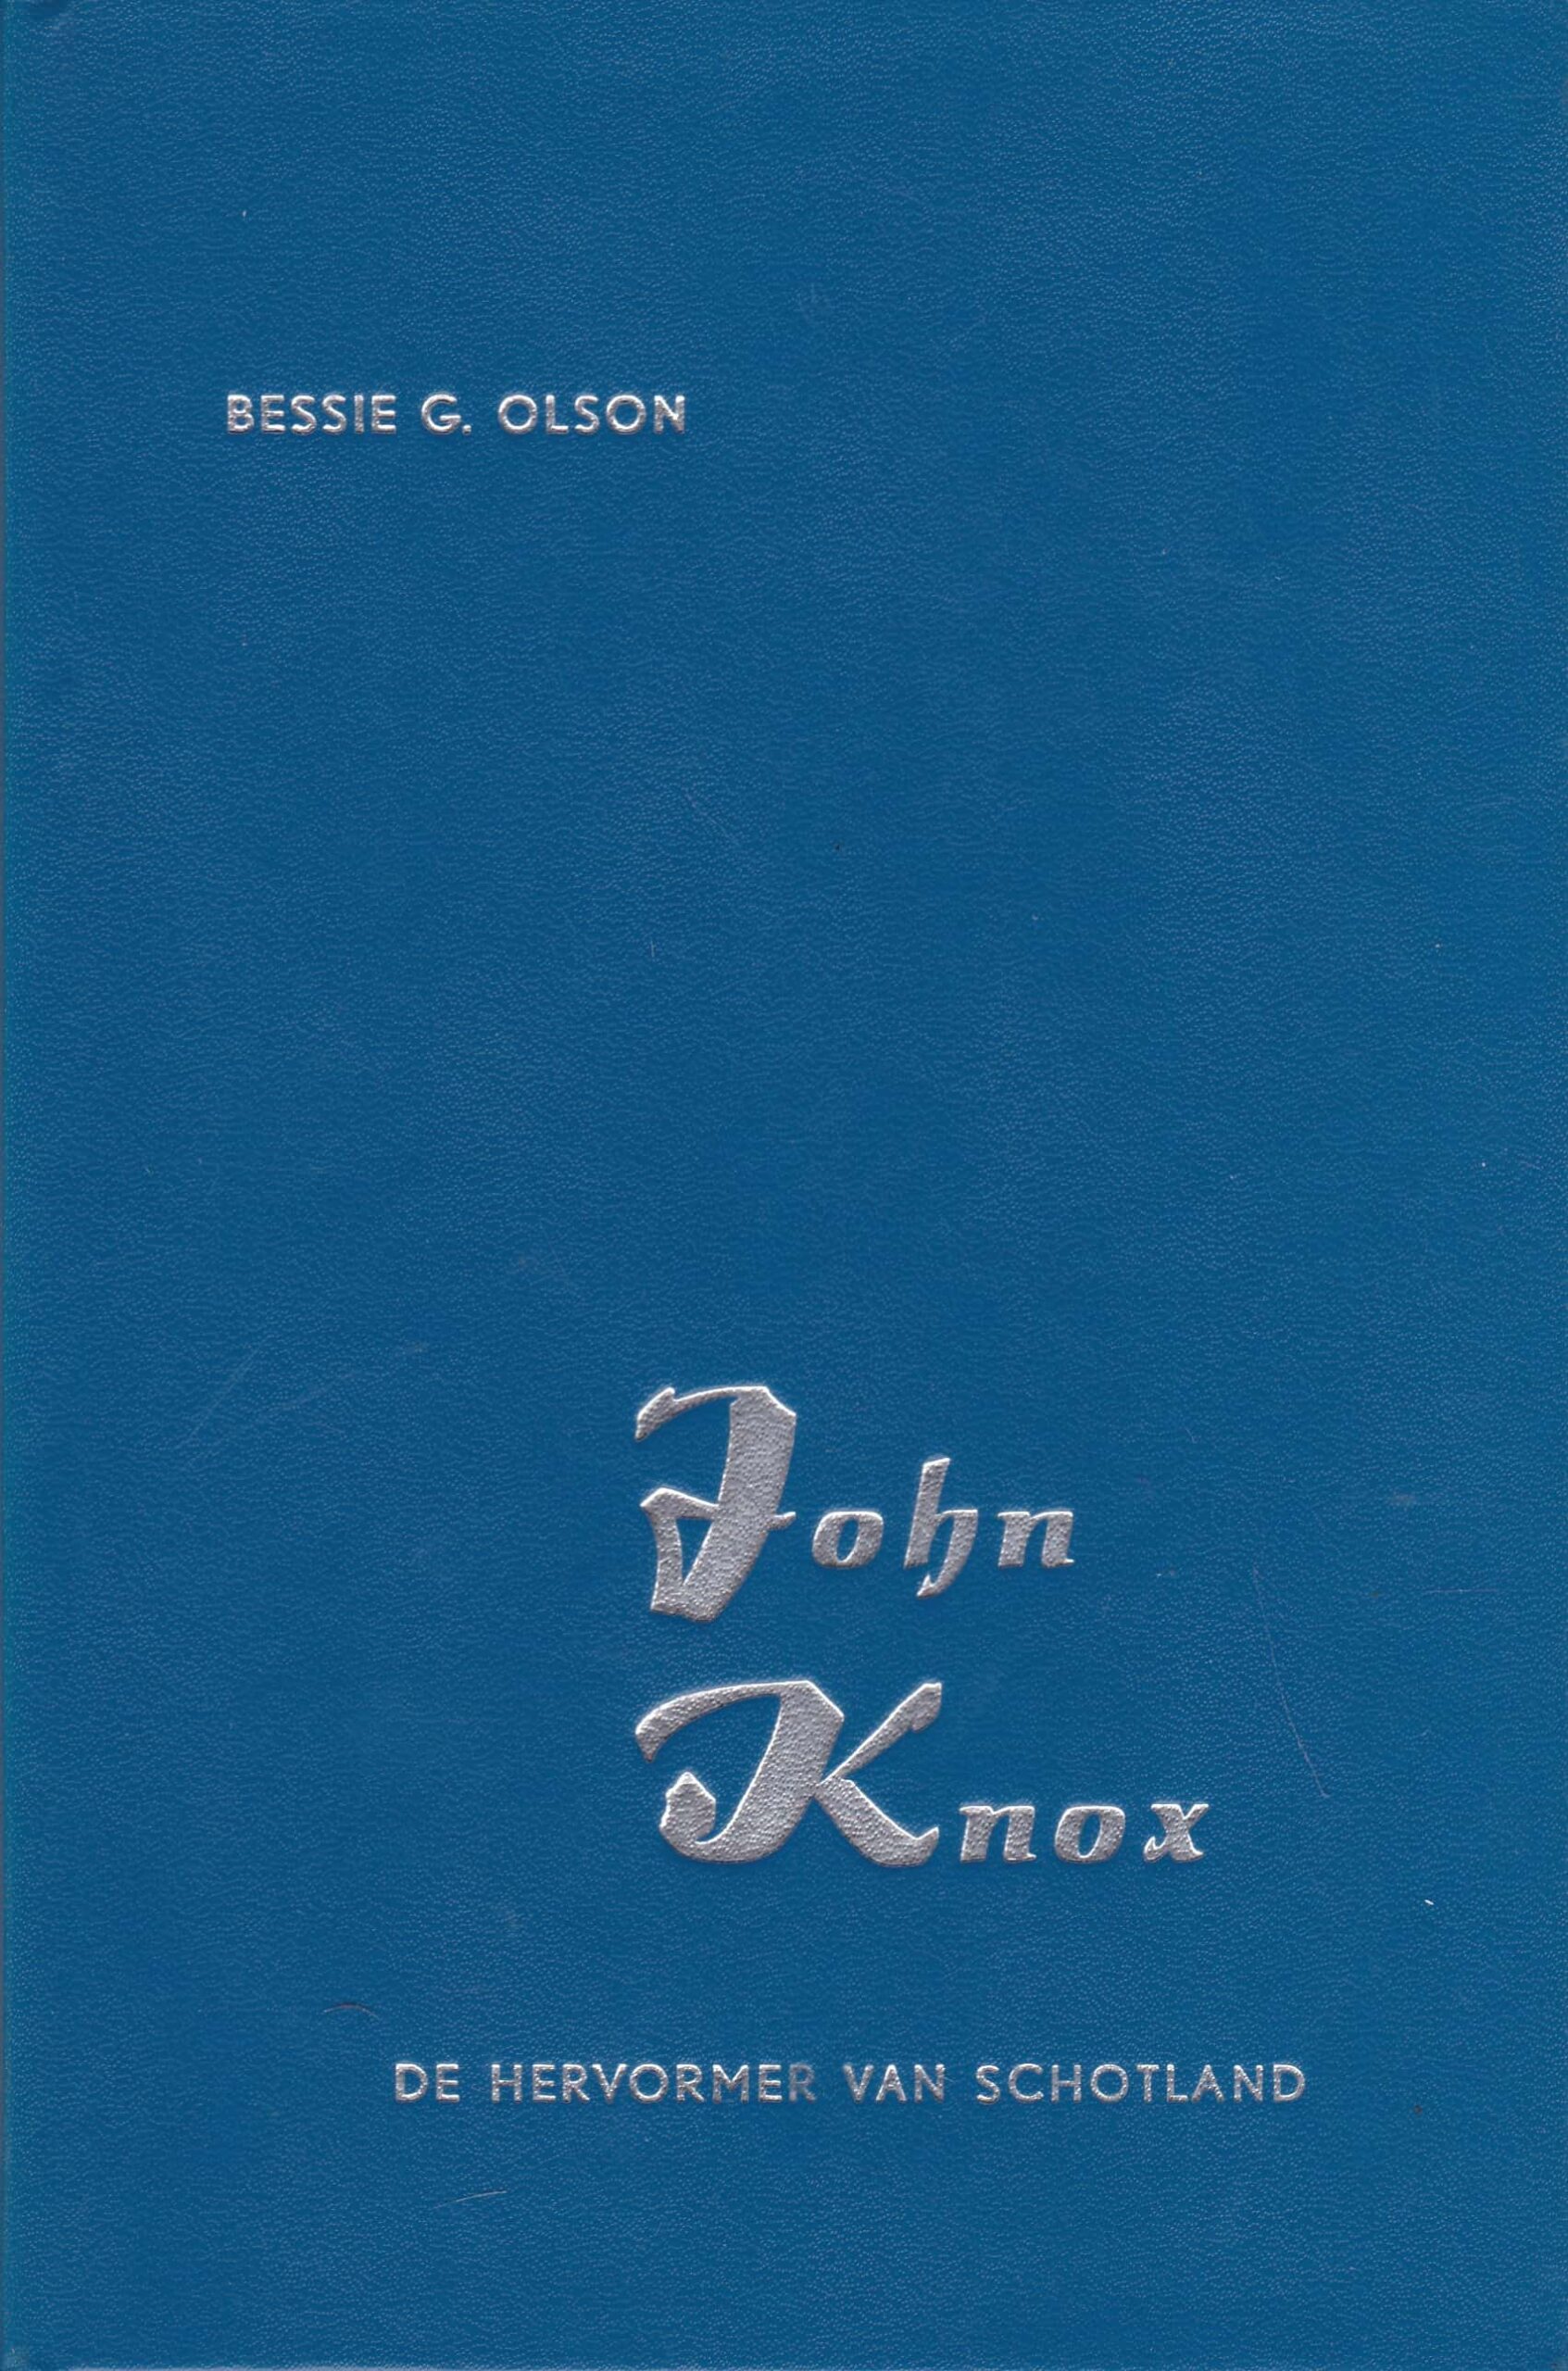 BESSIE G. OLSON
John
Knox
DE HERVORMER VAN SCHOTLAND